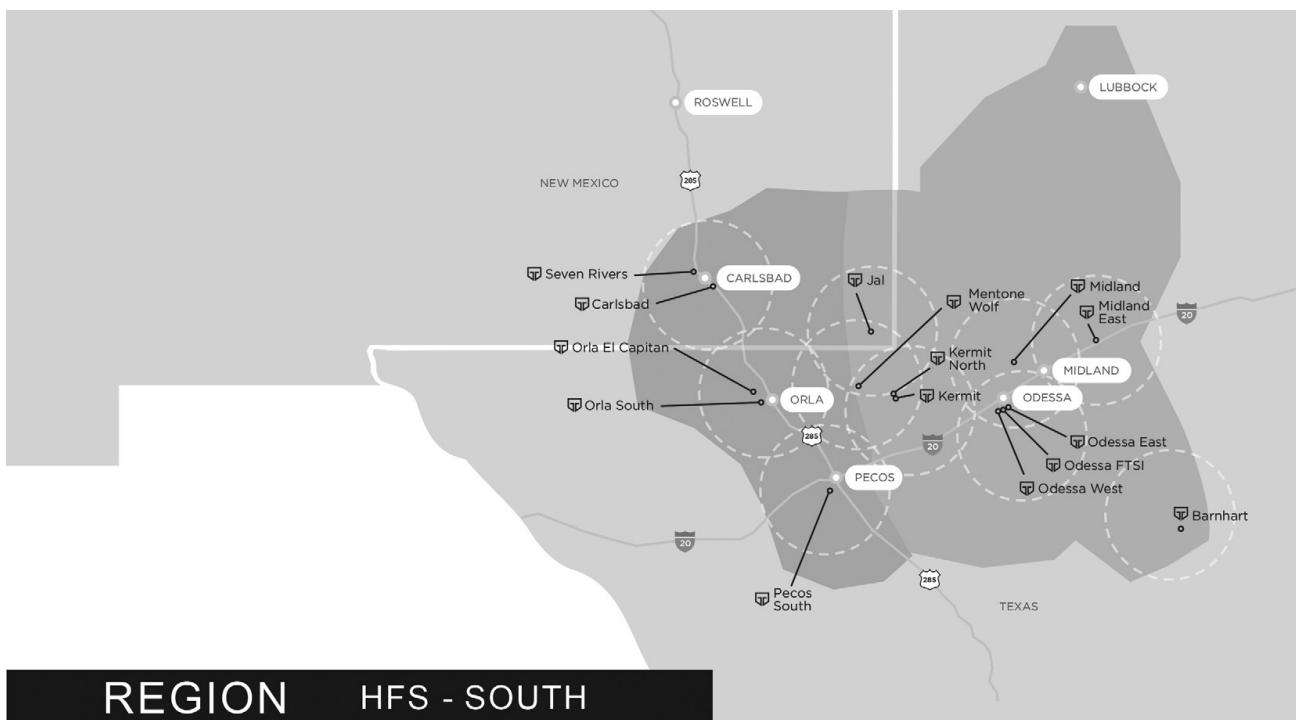 ROSWELL
LUBBOCK
285
NEW MEXICO
Seven Rivers
CARLSBAD
Jal
Midland
Carlsbad
Mentone
Wolf
Midland
East
20
Orla El Capitan
Kermit
North
MIDLAND
Orla South
ORLA
Kermit
ODESSA
285
20
Odessa East
Odessa FTSI
PECOS
Odessa West
Barnhart
20
285
Pecos
South
TEXAS
REGION HFS - SOUTH